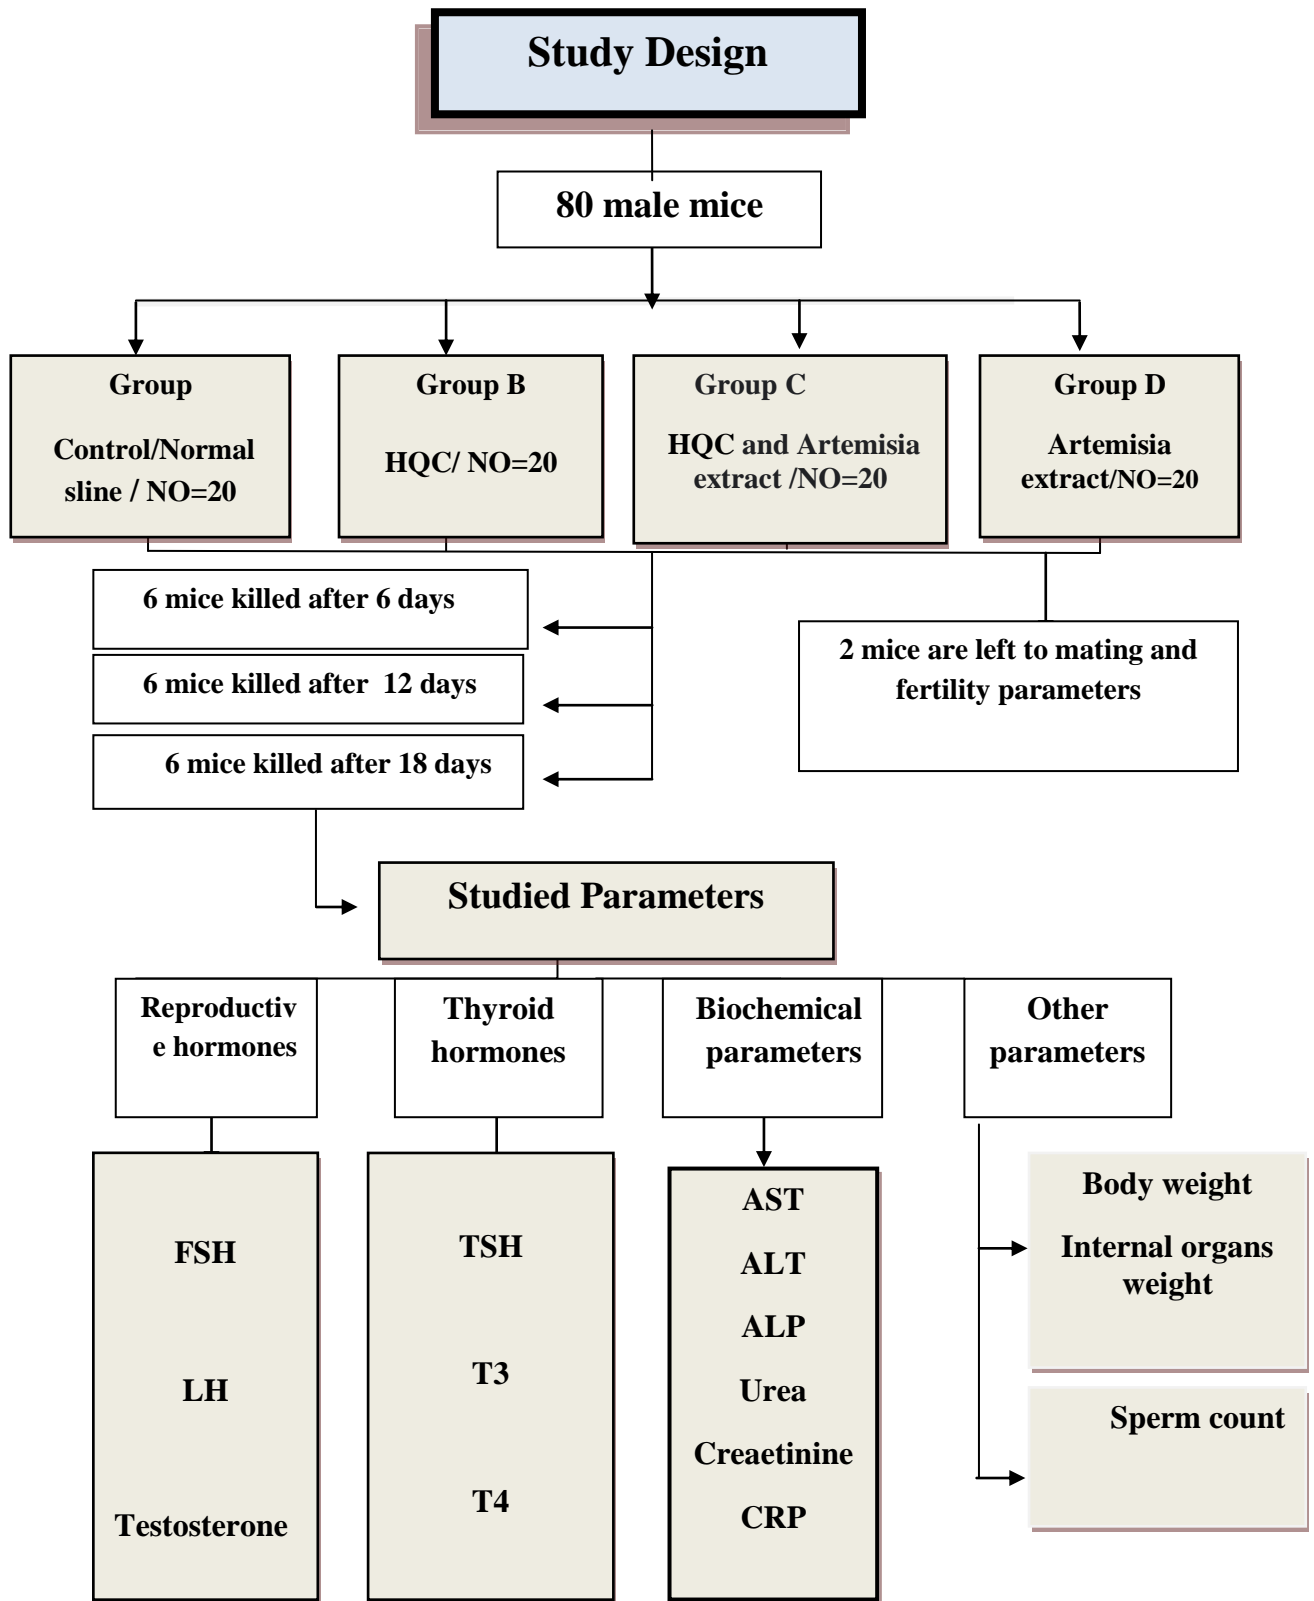 Study Design
80 male mice
Group
Control/Normal
sline / NO=20
Group B
HQC/ NO=20
Group C
HQC and Artemisia
extract /NO=20
Group D
Artemisia
extract/NO=20
6 mice killed after 6 days
6 mice killed after 12 days
6 mice killed after 18 days
2 mice are left to mating and
fertility parameters
Studied Parameters
Reproductiv
e hormones
Thyroid
hormones
Biochemical
parameters
Other
parameters
FSH
LH
Testosterone
TSH
T3
T4
AST
ALT
ALP
Urea
Creaetinine
CRP
Body weight
Internal organs
weight
Sperm count